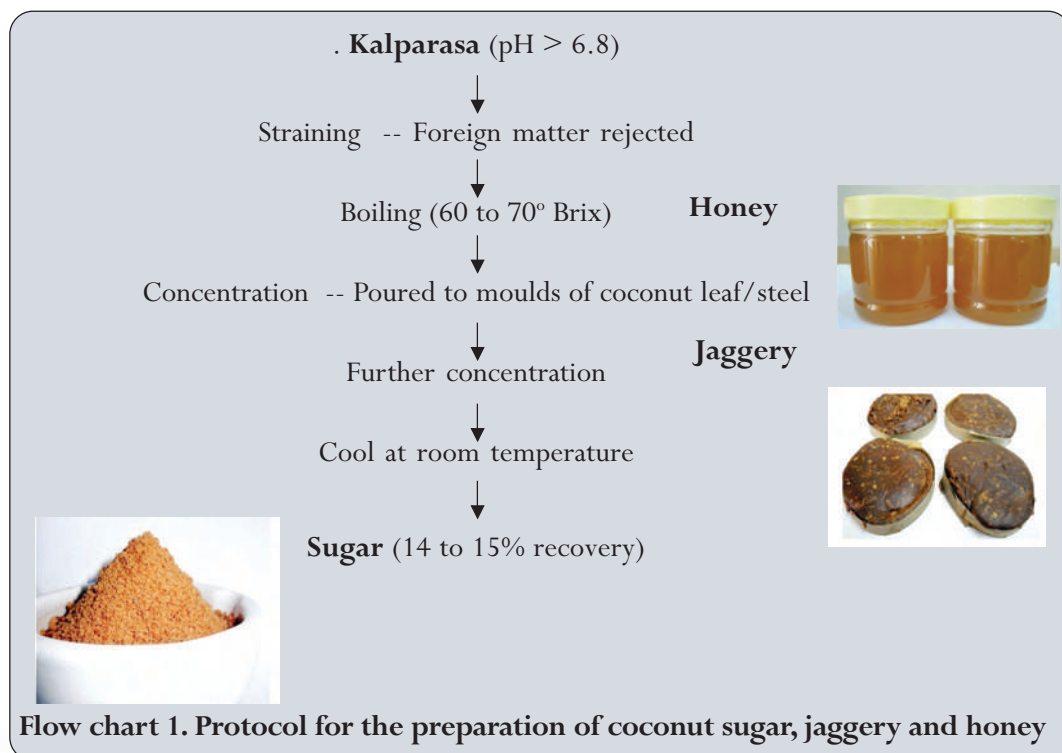 . Kalparasa (pH > 6.8)
Straining -- Foreign matter rejected
Boiling (60 to 70° Brix) Honey
Concentration -- Poured to moulds of coconut leaf/steel
Jaggery
Further concentration
Cool at room temperature
Sugar (14 to 15% recovery)
Flow chart 1. Protocol for the preparation of coconut sugar, jaggery and honey